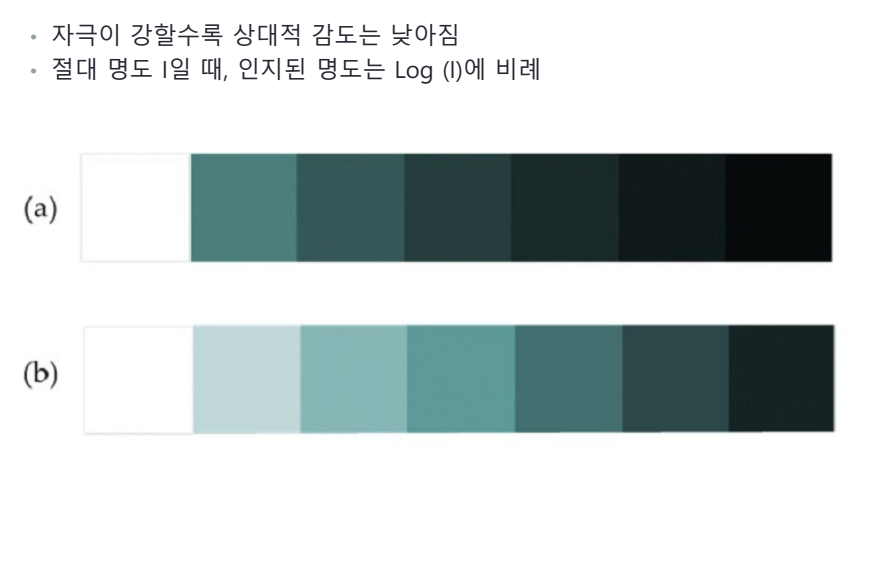 • 자극이 강할수록 상대적 감도는 낮아짐
• 절대 명도 I일 때, 인지된 명도는 Log (I)에 비례
(a)
(b)